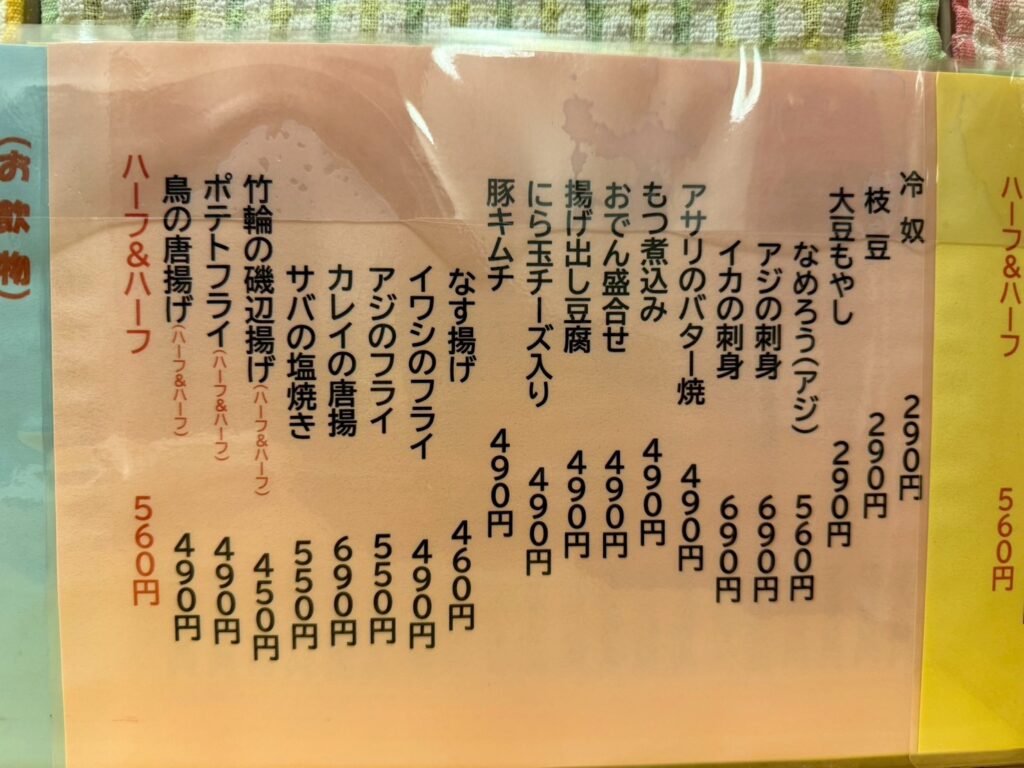 ハーフ&ハーフ 560円
冷奴 290円
枝豆 290円
大豆もやし 290円
なめろう(アジ) 560円
アジの刺身 690円
イカの刺身 690円
アサリのバター焼 490円
もつ煮込み 490円
おでん盛合せ 490円
揚げ出し豆腐 490円
にら玉チーズ入り 490円
豚キムチ 490円
なす揚げ 460円
イワシのフライ 490円
アジのフライ 550円
カレイの唐揚 690円
サバの塩焼き 550円
竹輪の磯辺揚げ(ハーフ&ハーフ) 450円
ポテトフライ(ハーフ&ハーフ) 490円
鳥の唐揚げ(ハーフ&ハーフ) 490円
ハーフ&ハーフ 560円
(お飲物)